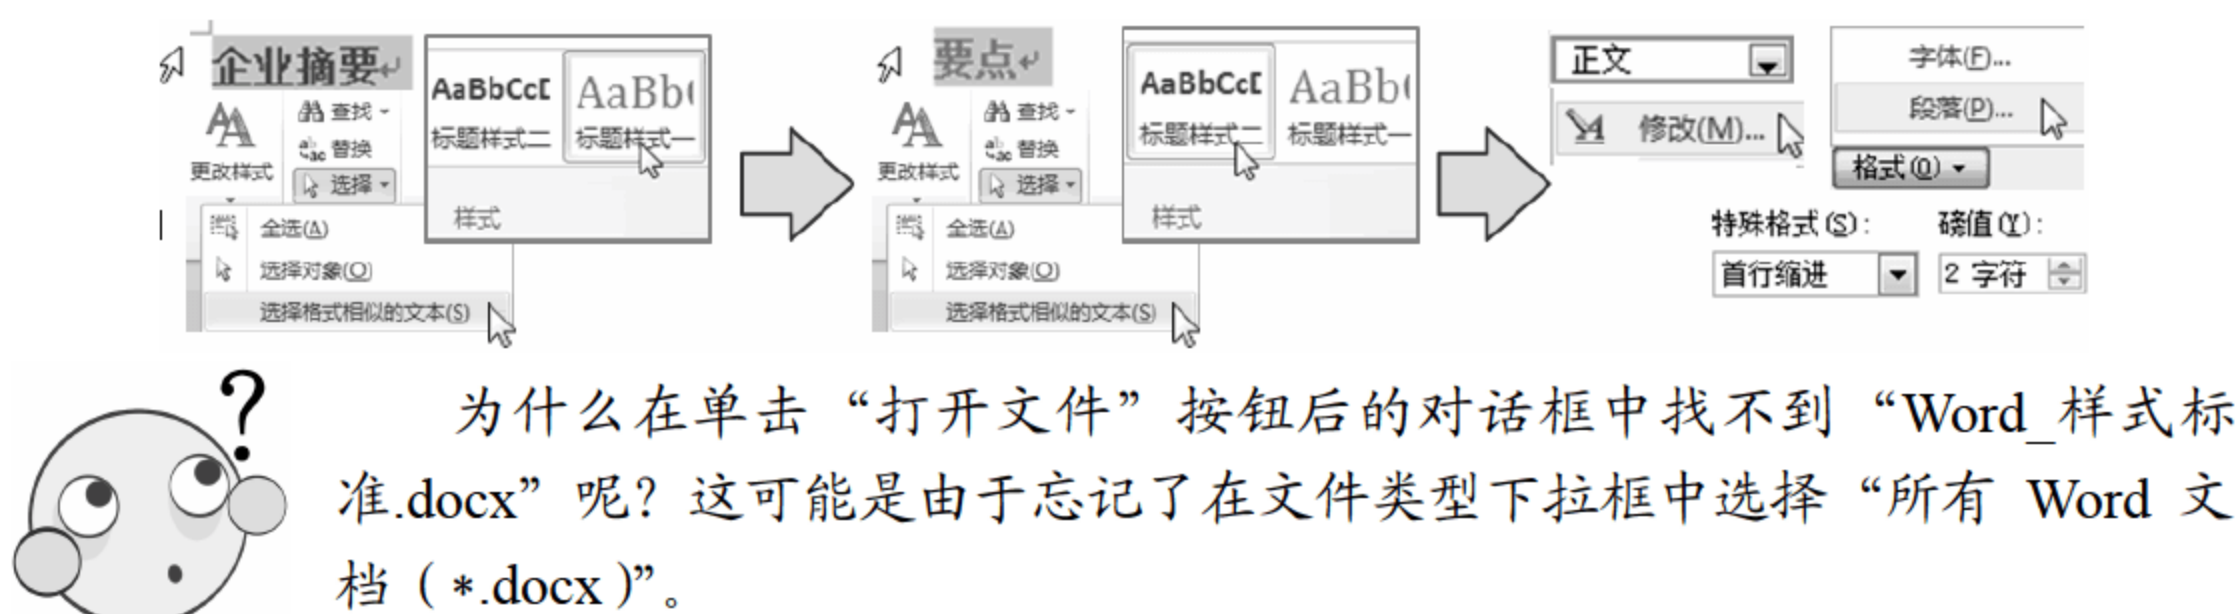 企业摘要
AaBbCcD
AaBb
标题样式二
标题样式一
查找
替换
更改样式
选择
样式
全选(A)
选择对象(O)
选择格式相似的文本(S)
要点
AaBbCcD
AaBb
标题样式二
标题样式一
查找
替换
更改样式
选择
样式
全选(A)
选择对象(O)
选择格式相似的文本(S)
正文
修改(M)...
字体(F)...
段落(P)...
格式(O)
特殊格式(S):
磅值(Y):
首行缩进
2 字符
?
为什么在单击“打开文件”按钮后的对话框中找不到“Word_样式标
准.docx”呢？这可能是由于忘记了在文件类型下拉框中选择“所有 Word 文
档（*.docx）”。